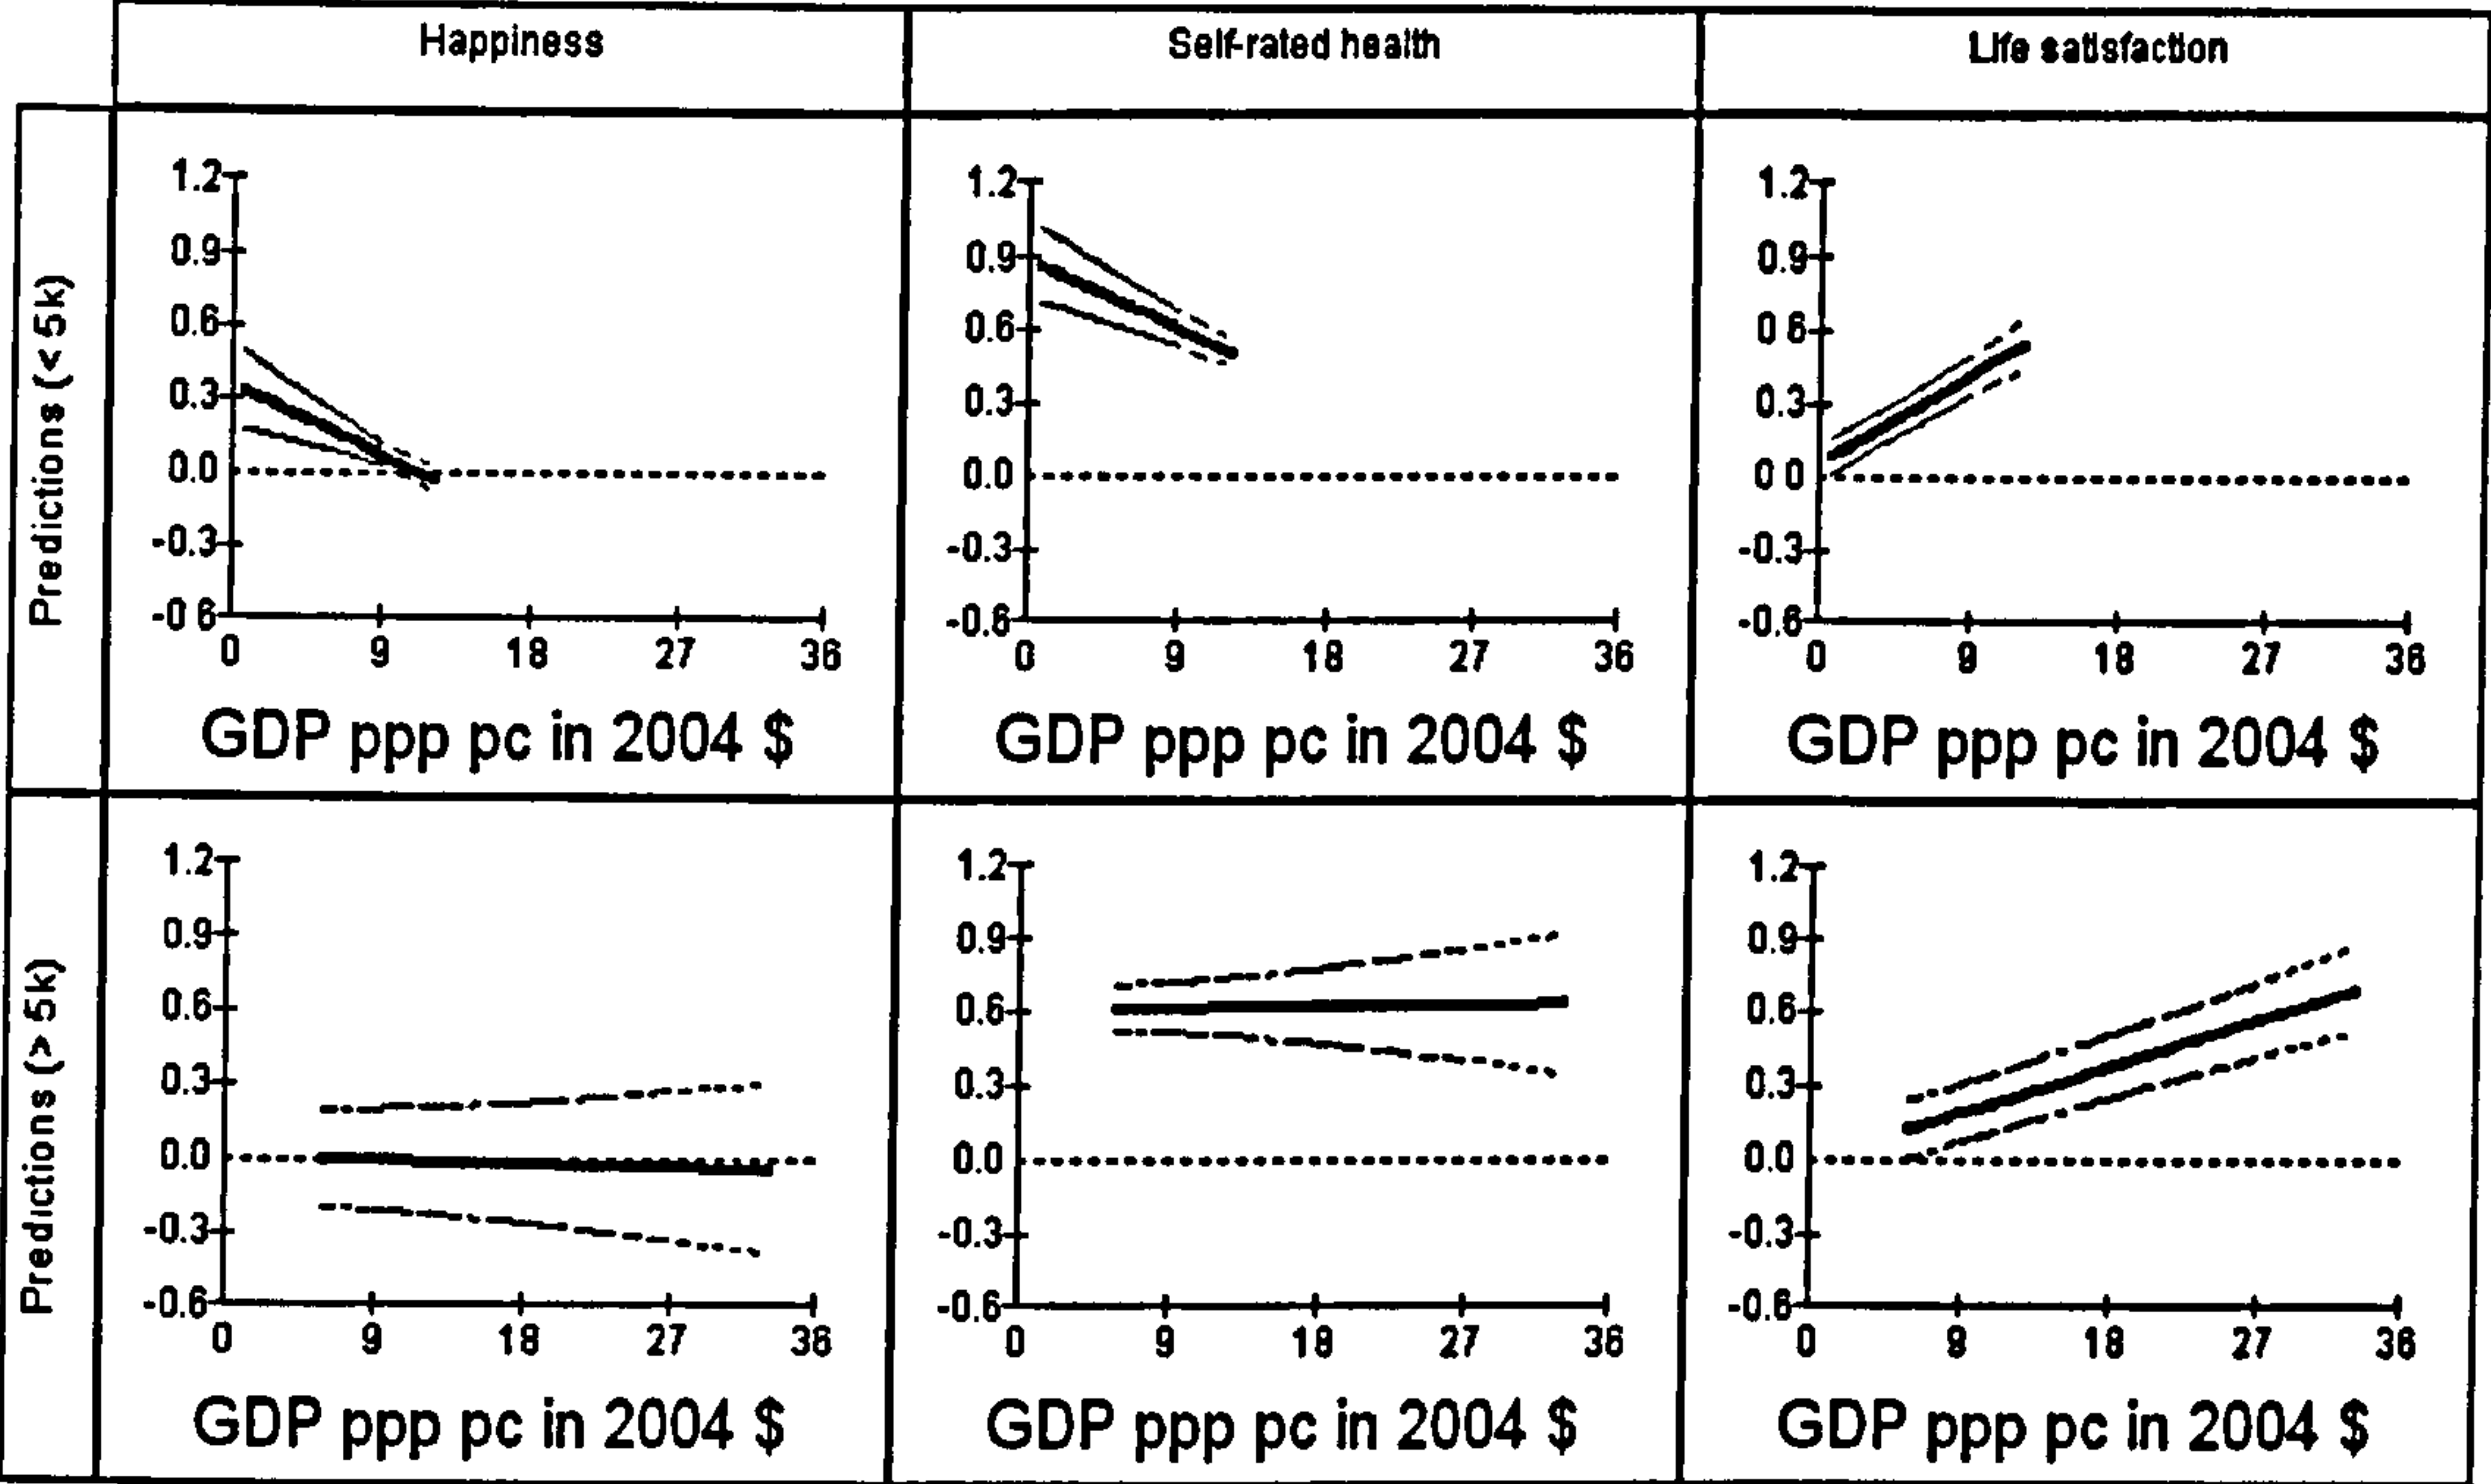 Happiness
Self-rated health
Life satisfaction
Predictions (< 5k)
1.2
0.9
0.6
0.3
0.0
-0.3
-0 6
0 9 18 27 36
GDP ppp pc in 2004 $
1.2
0.9
0.6
0.3
0.0
-0.3
-0.6
0 9 18 27 36
GDP ppp pc in 2004 $
1.2
0.9
0 6
0.3
0 0
-0.3
-0.6
0 9 18 27 36
GDP ppp pc in 2004 $
Predictions (> 5k)
1.2
0.9
0.6
0.3
0.0
-0.3
-0.6
0 9 18 27 36
GDP ppp pc in 2004 $
1.2
0.9
0.6
0.3
0.0
-0.3
-0.6
0 9 18 27 36
GDP ppp pc in 2004 $
1.2
0.9
0.6
0.3
0.0
-0.3
-0.6
0 9 18 27 36
GDP ppp pc in 2004 $